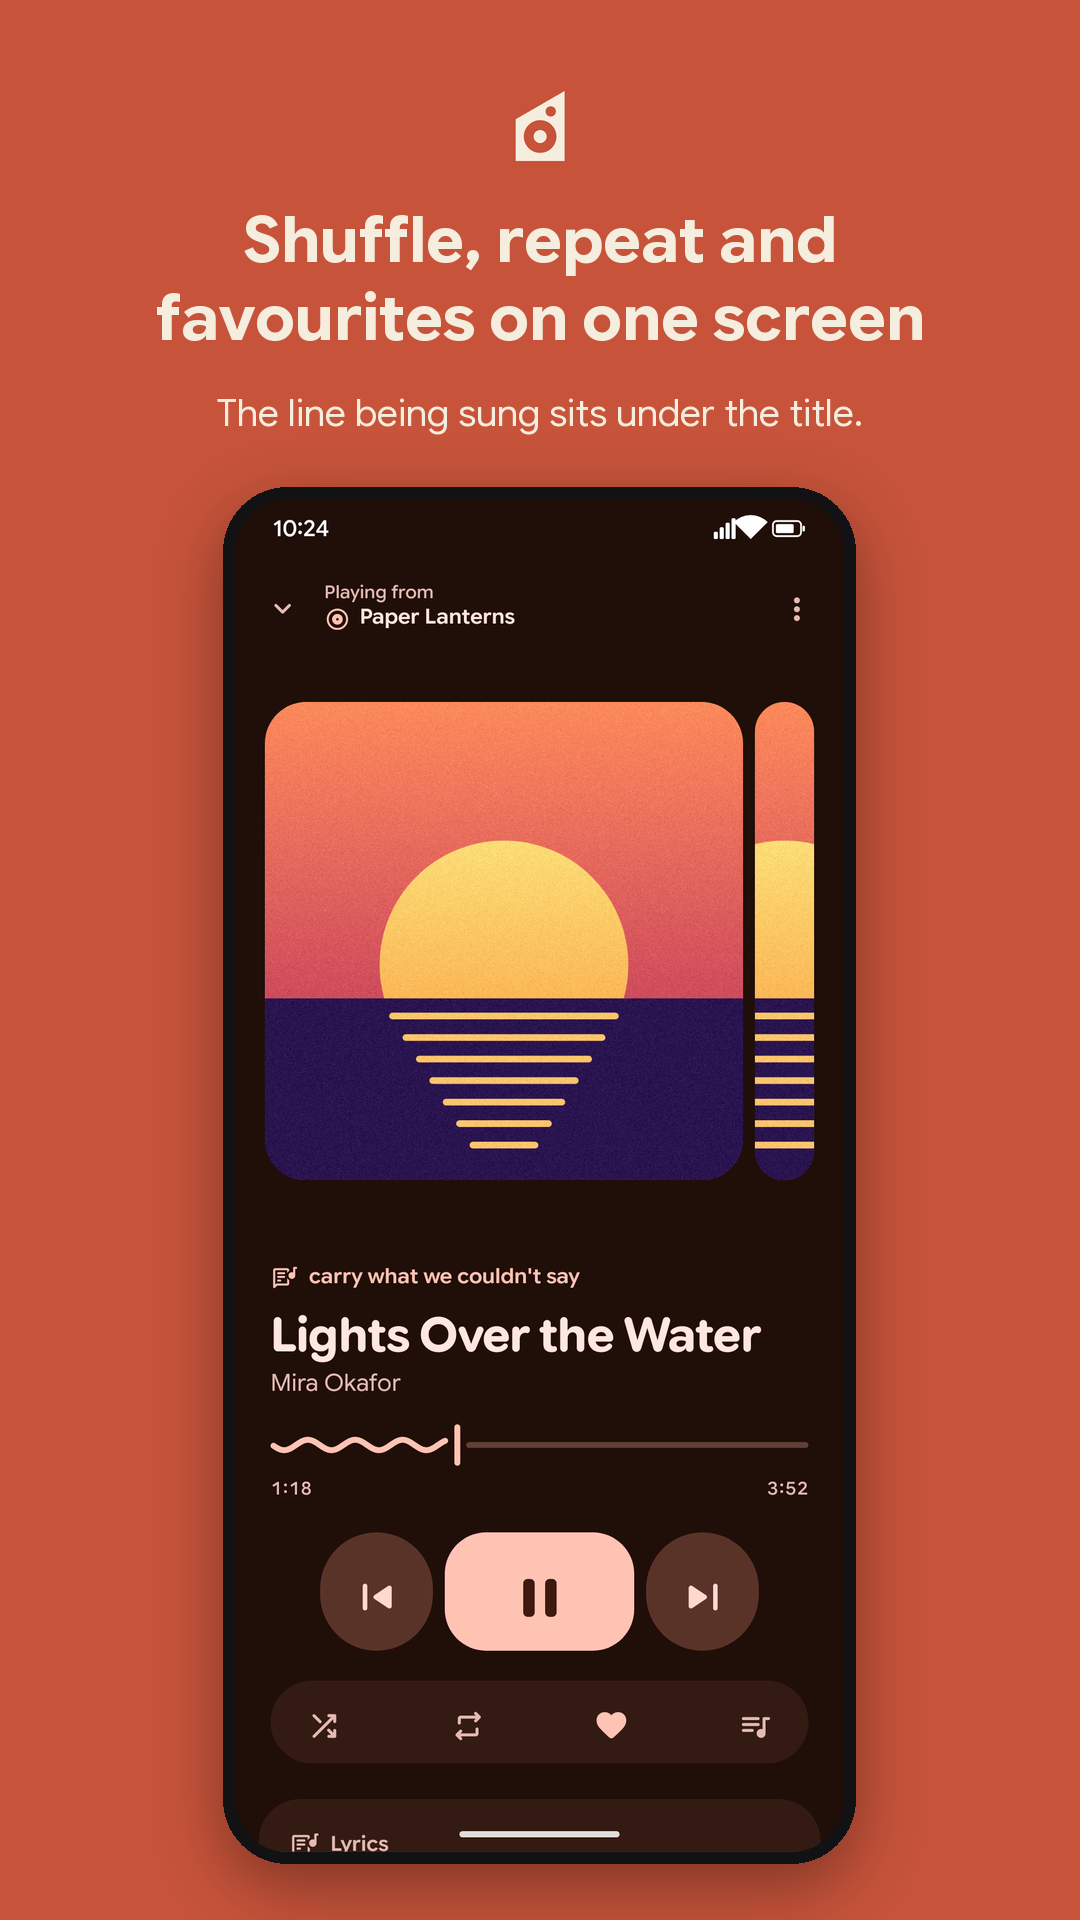 Shuffle, repeat and
favourites on one screen
The line being sung sits under the title.
10:24
Playing from
Paper Lanterns
carry what we couldn't say
Lights Over the Water
Mira Okafor
1:18
3:52
Lyrics